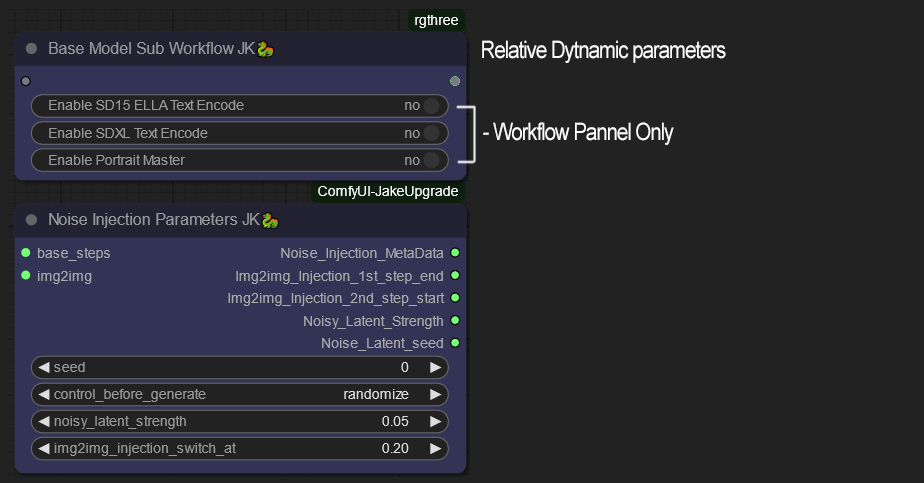 rgthree
Base Model Sub Workflow JK🐉
Relative Dytnamic parameters
Enable SD15 ELLA Text Encode no
Enable SDXL Text Encode no
- Workflow Pannel Only
Enable Portrait Master no
ComfyUI-JakeUpgrade
Noise Injection Parameters JK🐉
base_steps Noise_Injection_MetaData
img2img Img2img_Injection_1st_step_end
Img2img_Injection_2nd_step_start
Noisy_Latent_Strength
Noise_Latent_seed
seed 0
control_before_generate randomize
noisy_latent_strength 0.05
img2img_injection_switch_at 0.20